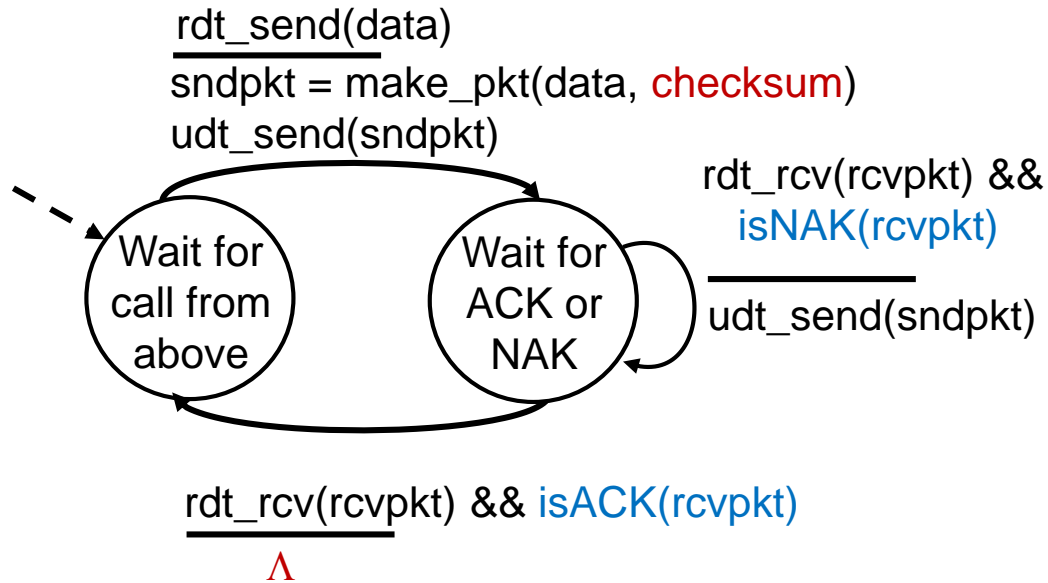 rdt_send(data)
sndpkt = make_pkt(data, checksum)
udt_send(sndpkt)
rdt_rcv(rcvpkt) &&
isNAK(rcvpkt)
udt_send(sndpkt)
Wait for
call from
above
Wait for
ACK or
NAK
rdt_rcv(rcvpkt) && isACK(rcvpkt)
Λ